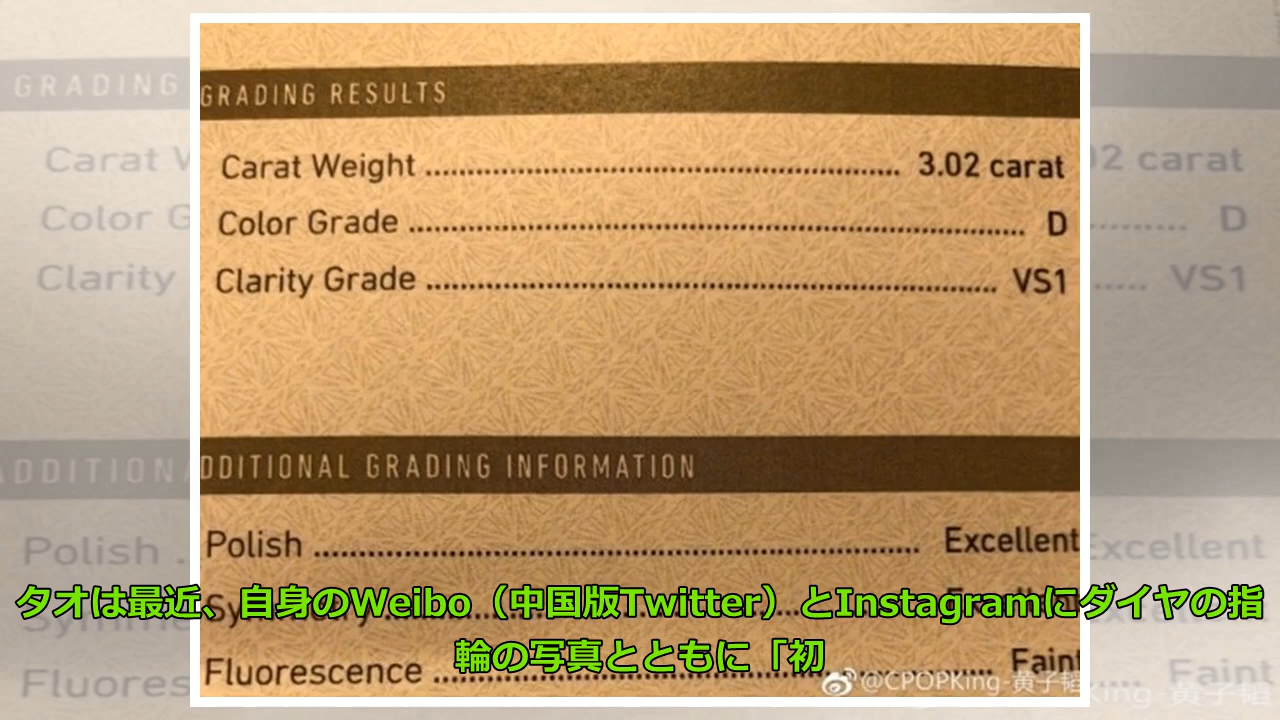 GRADING RESULTS
Carat Weight .......... 3.02 carat
Color Grade .......... D
Clarity Grade .......... VS1
DDITIONAL GRADING INFORMATION
Polish .......... Excellent
タオは最近、自身のWeibo（中国版Twitter）とInstagramにダイヤの指
輪の写真とともに「初
Fluorescence .......... Faint
@CPOPKing-黄子韬